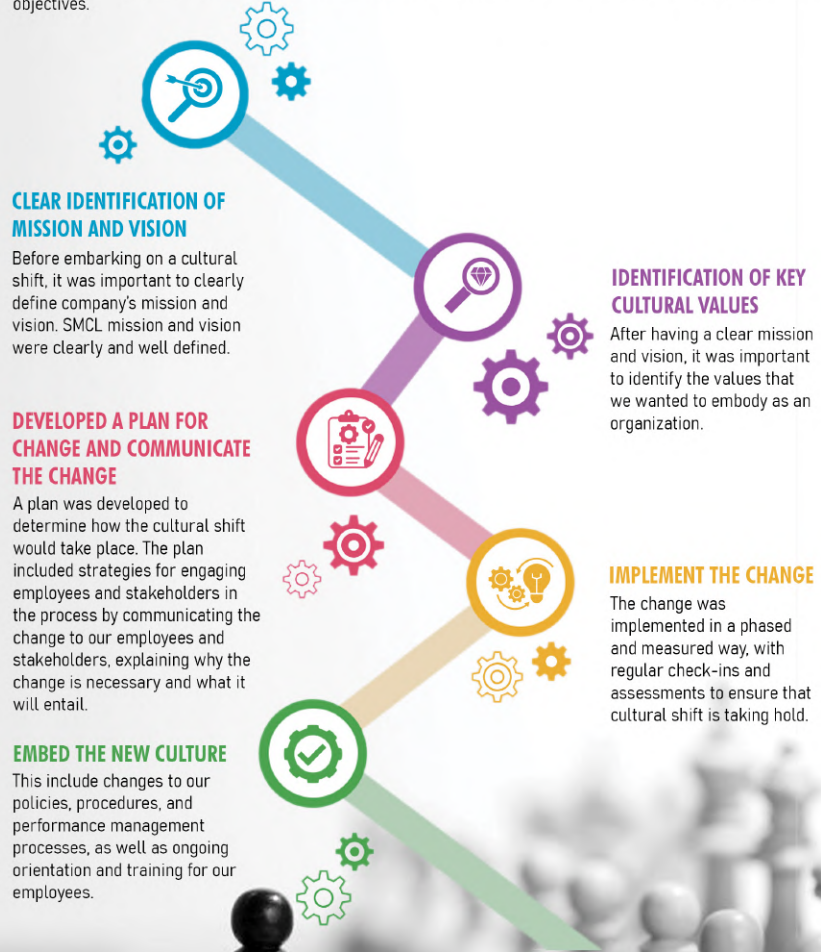 objectives.
CLEAR IDENTIFICATION OF
MISSION AND VISION
Before embarking on a cultural
shift, it was important to clearly
define company's mission and
vision. SMCL mission and vision
were clearly and well defined.
IDENTIFICATION OF KEY
CULTURAL VALUES
After having a clear mission
and vision, it was important
to identify the values that
we wanted to embody as an
organization.
DEVELOPED A PLAN FOR
CHANGE AND COMMUNICATE
THE CHANGE
A plan was developed to
determine how the cultural shift
would take place. The plan
included strategies for engaging
employees and stakeholders in
the process by communicating the
change to our employees and
stakeholders, explaining why the
change is necessary and what it
will entail.
IMPLEMENT THE CHANGE
The change was
implemented in a phased
and measured way, with
regular check-ins and
assessments to ensure that
cultural shift is taking hold.
EMBED THE NEW CULTURE
This include changes to our
policies, procedures, and
performance management
processes, as well as ongoing
orientation and training for our
employees.